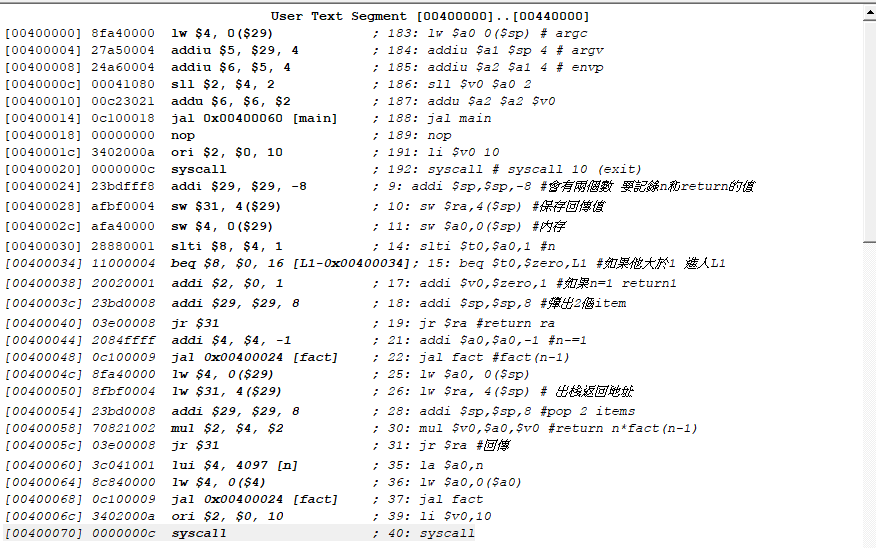 User Text Segment [00400000]..[00440000]
[00400000] 8fa40000  lw $4, 0($29)            ; 183: lw $a0 0($sp) # argc
[00400004] 27a50004  addiu $5, $29, 4         ; 184: addiu $a1 $sp 4 # argv
[00400008] 24a60004  addiu $6, $5, 4          ; 185: addiu $a2 $a1 4 # envp
[0040000c] 00041080  sll $2, $4, 2            ; 186: sll $v0 $a0 2
[00400010] 00c23021  addu $6, $6, $2          ; 187: addu $a2 $a2 $v0
[00400014] 0c100018  jal 0x00400060 [main]    ; 188: jal main
[00400018] 00000000  nop                      ; 189: nop
[0040001c] 3402000a  ori $2, $0, 10           ; 191: li $v0 10
[00400020] 0000000c  syscall                  ; 192: syscall # syscall 10 (exit)
[00400024] 23bdfff8  addi $29, $29, -8        ; 9: addi $sp,$sp,-8 #會有兩個數 要記錄n和return的值
[00400028] afbf0004  sw $31, 4($29)           ; 10: sw $ra,4($sp) #保存回傳值
[0040002c] afa40000  sw $4, 0($29)            ; 11: sw $a0,0($sp) #內存
[00400030] 28880001  slti $8, $4, 1           ; 14: slti $t0,$a0,1 #n
[00400034] 11000004  beq $8, $0, 16 [L1-0x00400034]; 15: beq $t0,$zero,L1 #如果他大於1 進入L1
[00400038] 20020001  addi $2, $0, 1           ; 17: addi $v0,$zero,1 #如果n=1 return1
[0040003c] 23bd0008  addi $29, $29, 8         ; 18: addi $sp,$sp,8 #彈出2個item
[00400040] 03e00008  jr $31                   ; 19: jr $ra #return ra
[00400044] 2084ffff  addi $4, $4, -1          ; 21: addi $a0,$a0,-1 #n-=1
[00400048] 0c100009  jal 0x00400024 [fact]    ; 22: jal fact #fact(n-1)
[0040004c] 8fa40000  lw $4, 0($29)            ; 25: lw $a0, 0($sp)
[00400050] 8fbf0004  lw $31, 4($29)           ; 26: lw $ra, 4($sp) # 出栈返回地址
[00400054] 23bd0008  addi $29, $29, 8         ; 28: addi $sp,$sp,8 #pop 2 items
[00400058] 70821002  mul $2, $4, $2           ; 30: mul $v0,$a0,$v0 #return n*fact(n-1)
[0040005c] 03e00008  jr $31                   ; 31: jr $ra #回傳
[00400060] 3c041001  lui $4, 4097 [n]         ; 35: la $a0,n
[00400064] 8c840000  lw $4, 0($4)             ; 36: lw $a0,0($a0)
[00400068] 0c100009  jal 0x00400024 [fact]    ; 37: jal fact
[0040006c] 3402000a  ori $2, $0, 10           ; 39: li $v0,10
[00400070] 0000000c  syscall                  ; 40: syscall